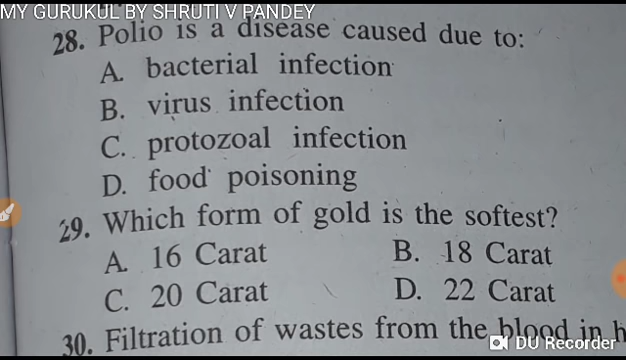 MY GURUKUL BY SHRUTI V PANDEY
28. Polio is a disease caused due to:
A. bacterial infection
B. virus infection
C. protozoal infection
D. food poisoning
29. Which form of gold is the softest?
A. 16 Carat B. 18 Carat
C. 20 Carat D. 22 Carat
30. Filtration of wastes from the blood in h
DU Recorder